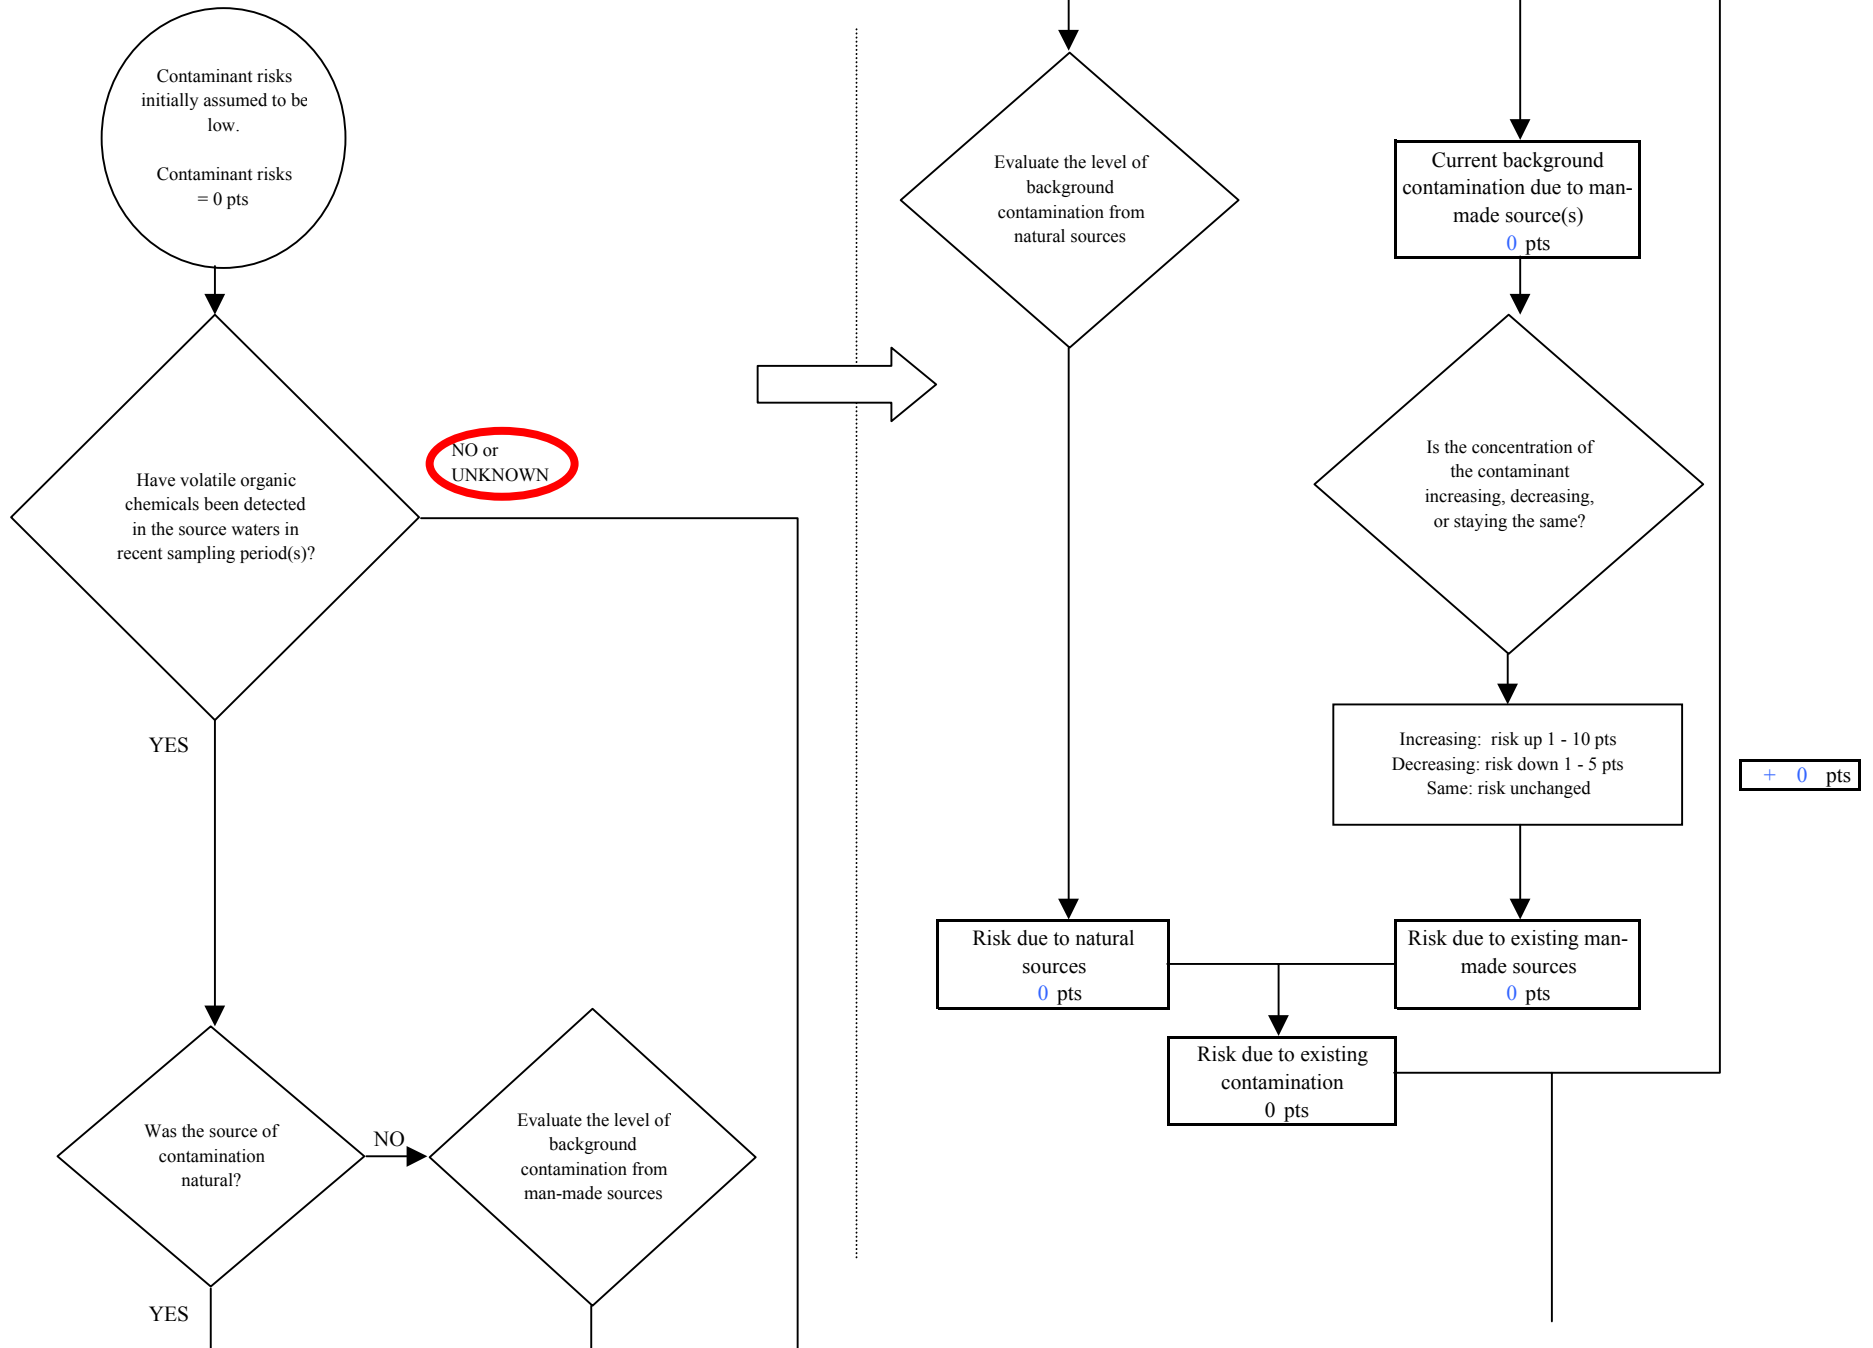 Contaminant risks
initially assumed to be
low.
Contaminant risks
= 0 pts
Have volatile organic
chemicals been detected
in the source waters in
recent sampling period(s)?
NO or
UNKNOWN
YES
Was the source of
contamination
natural?
NO
Evaluate the level of
background
contamination from
man-made sources
YES
Evaluate the level of
background
contamination from
natural sources
Current background
contamination due to man-
made source(s)
0 pts
Is the concentration of
the contaminant
increasing, decreasing,
or staying the same?
Increasing: risk up 1 - 10 pts
Decreasing: risk down 1 - 5 pts
Same: risk unchanged
+ 0 pts
Risk due to natural
sources
0 pts
Risk due to existing man-
made sources
0 pts
Risk due to existing
contamination
0 pts